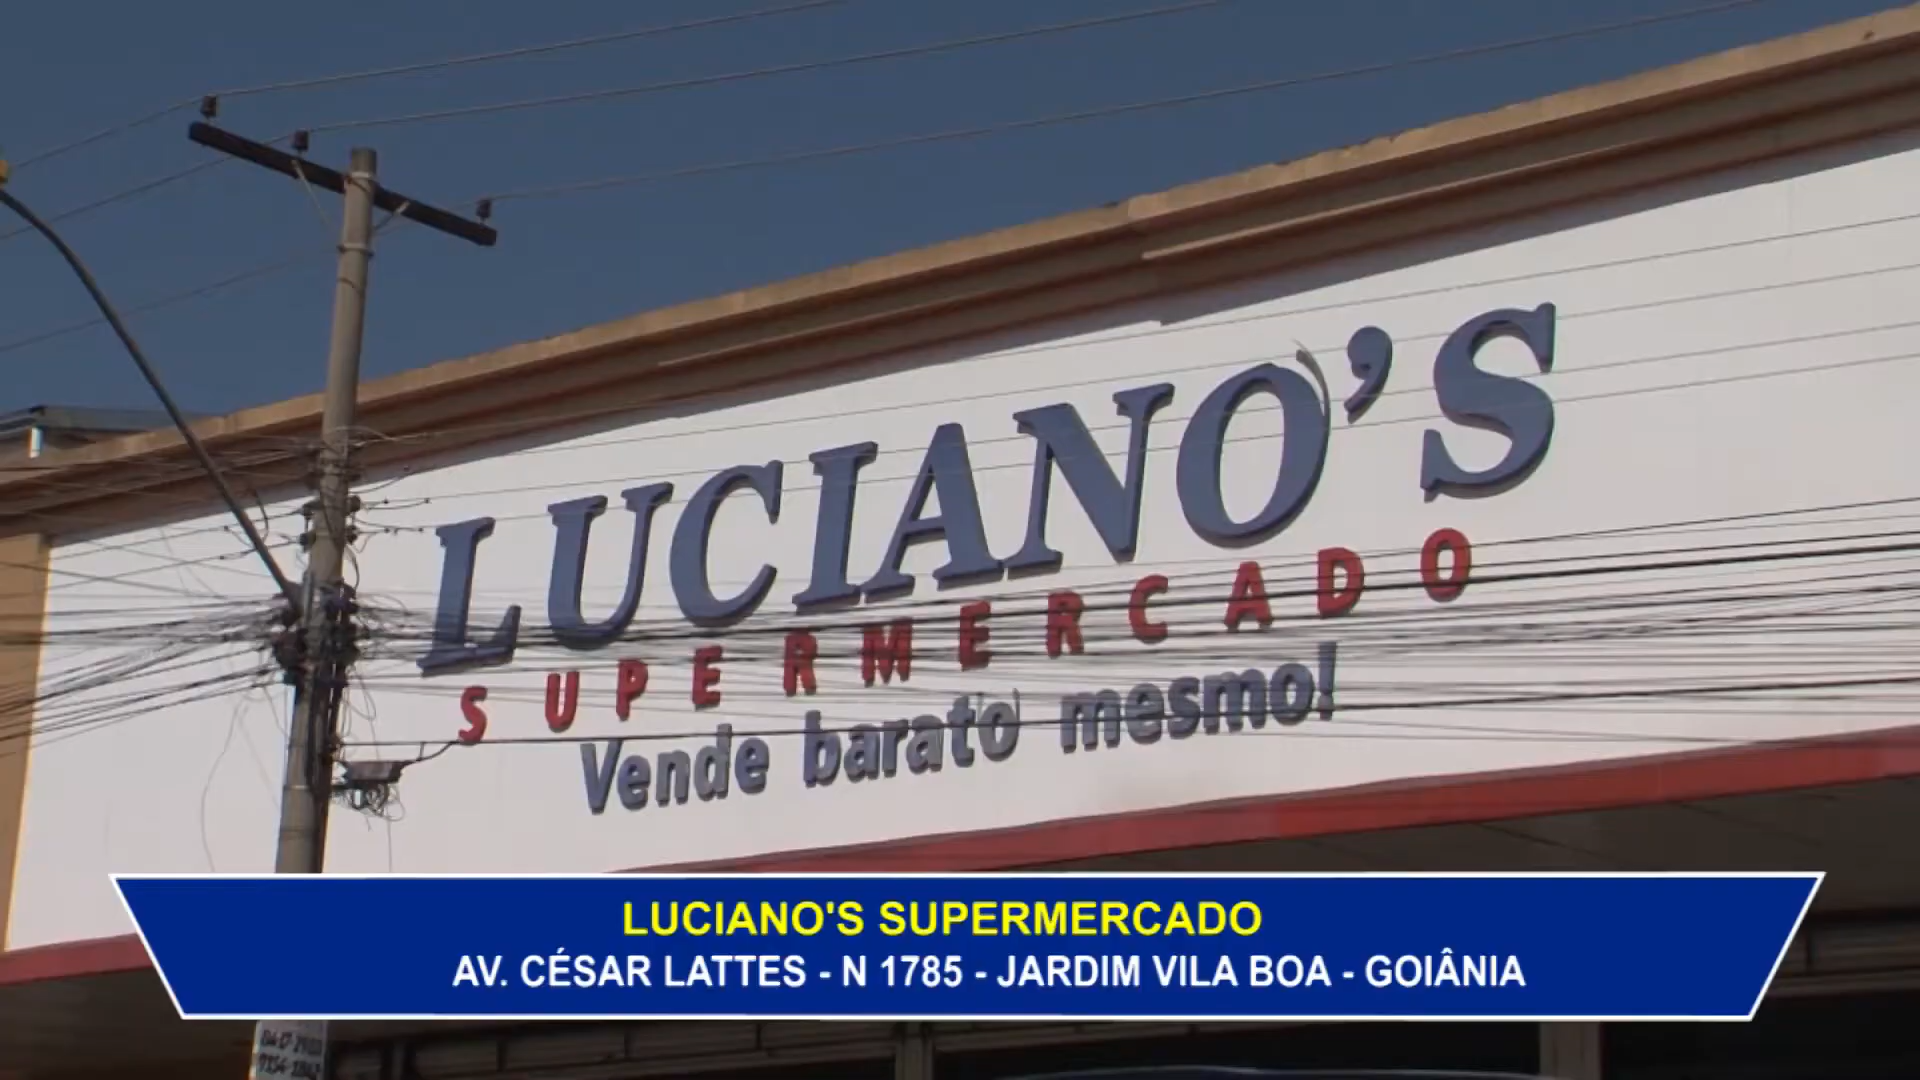 LUCIANO'S
SUPERMERCADO
Vende barato mesmo!
LUCIANO'S SUPERMERCADO
AV. CÉSAR LATTES - N 1785 - JARDIM VILA BOA - GOIÂNIA